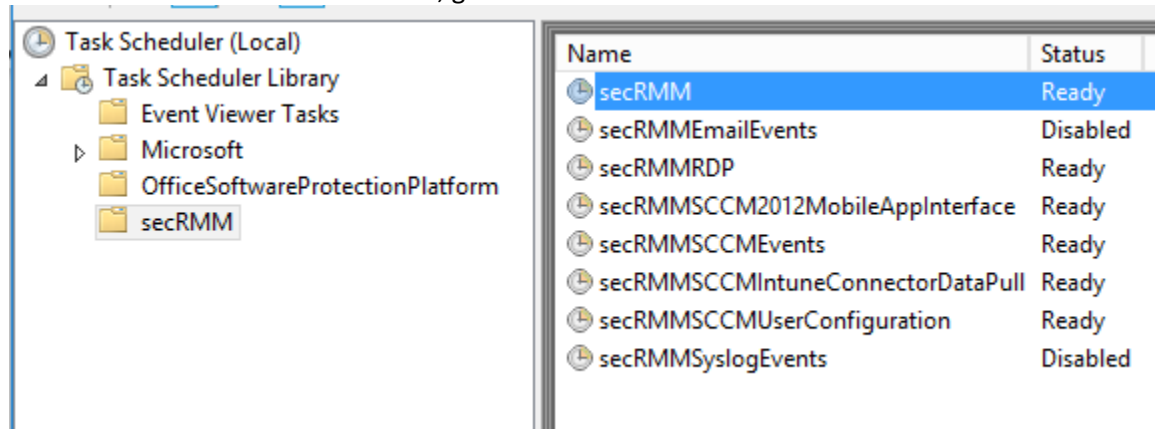 Task Scheduler (Local)
Task Scheduler Library
Event Viewer Tasks
Microsoft
OfficeSoftwareProtectionPlatform
secRMM
Name Status
secRMM Ready
secRMMEmailEvents Disabled
secRMMRDP Ready
secRMMSCCM2012MobileAppInterface Ready
secRMMSCCMEvents Ready
secRMMSCCMIntuneConnectorDataPull Ready
secRMMSCCMUserConfiguration Ready
secRMMSyslogEvents Disabled